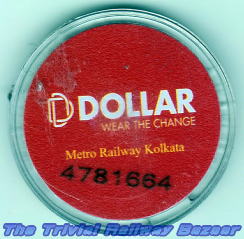 DOLLAR
WEAR THE CHANGE
Metro Railway Kolkata
4781664
The Trivial Railway Bazaar